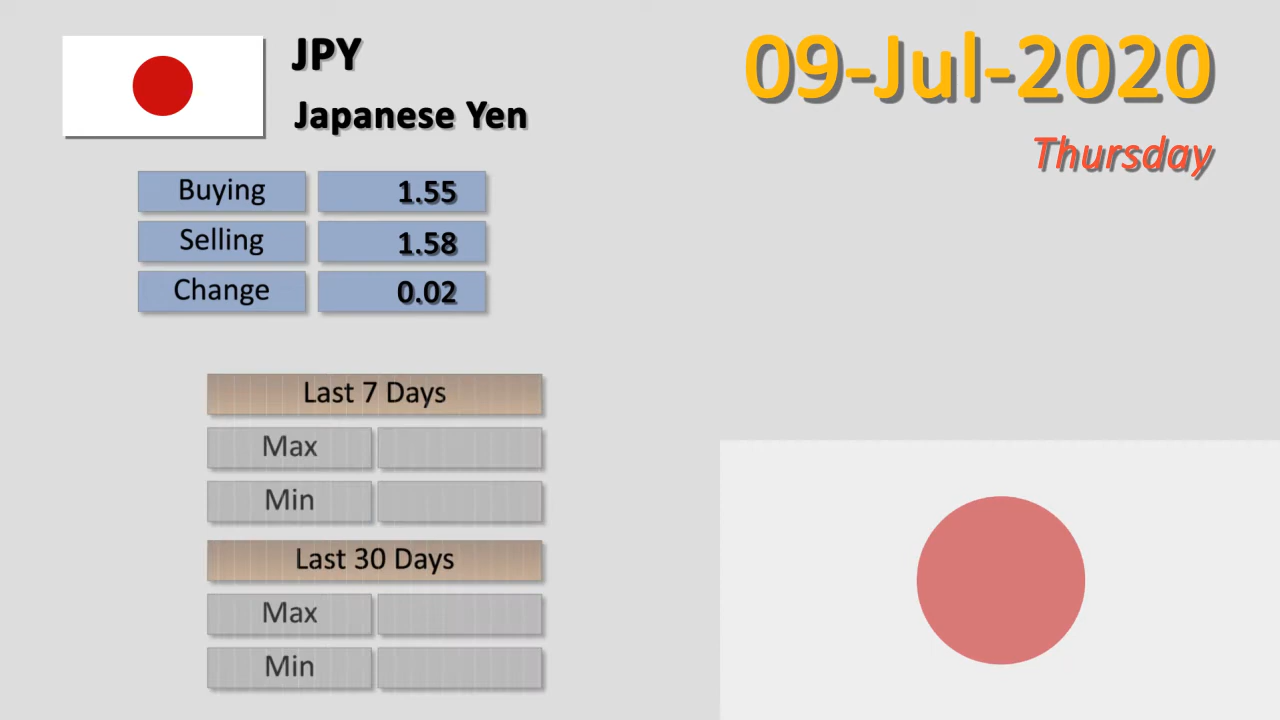 JPY
Japanese Yen
09-Jul-2020
Thursday
Buying 1.55
Selling 1.58
Change 0.02
Last 7 Days
Max
Min
Last 30 Days
Max
Min